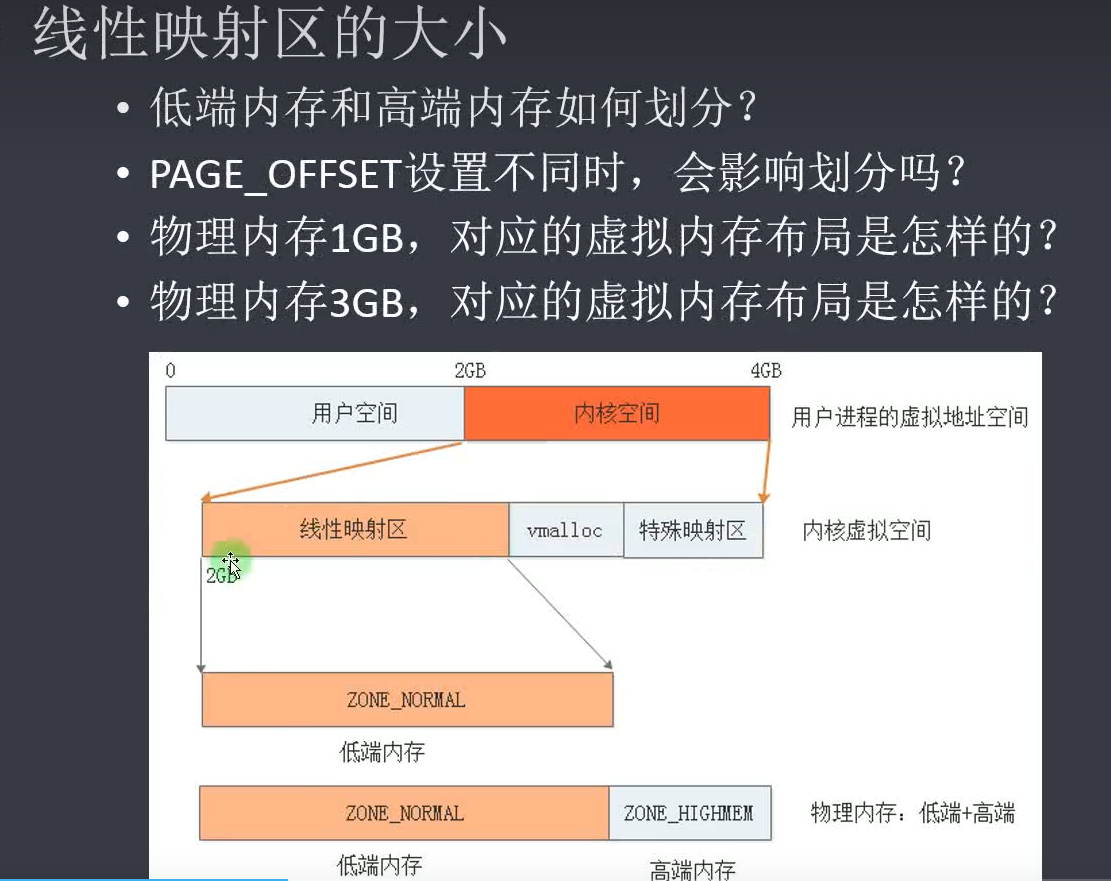 线性映射区的大小
• 低端内存和高端内存如何划分？
• PAGE_OFFSET设置不同时，会影响划分吗？
• 物理内存1GB，对应的虚拟内存布局是怎样的？
• 物理内存3GB，对应的虚拟内存布局是怎样的？
0 2GB 4GB
用户空间 内核空间 用户进程的虚拟地址空间
线性映射区 vmalloc 特殊映射区 内核虚拟空间
2GB
ZONE_NORMAL
低端内存
ZONE_NORMAL ZONE_HIGHMEM 物理内存：低端+高端
低端内存 高端内存